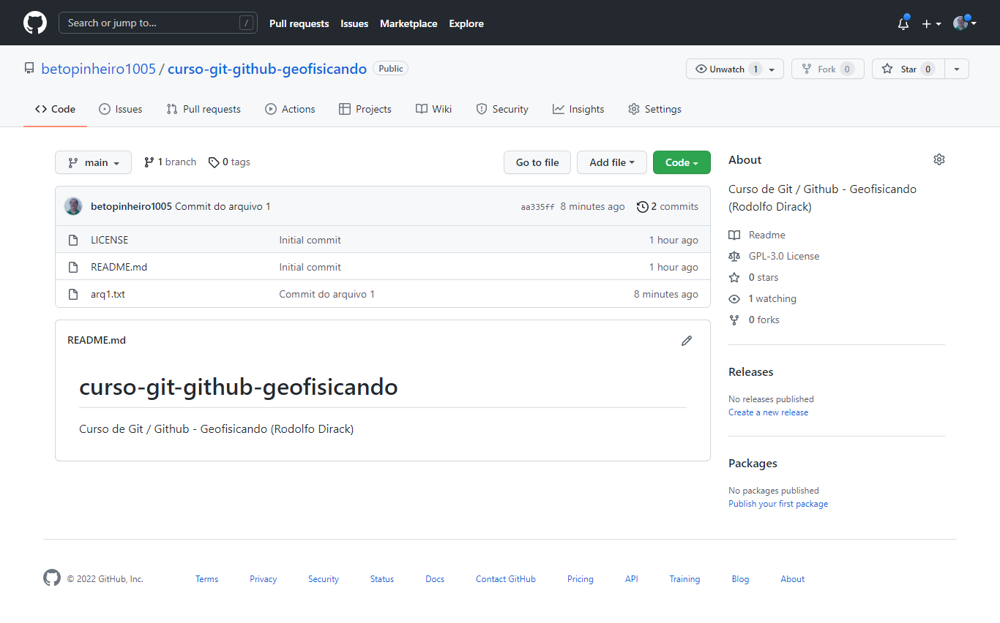 Search or jump to... /
Pull requests Issues Marketplace Explore
betopinheiro1005 / curso-git-github-geofisicando Public
Unwatch 1 Fork 0 Star 0
Code Issues Pull requests Actions Projects Wiki Security Insights Settings
main 1 branch 0 tags Go to file Add file Code
betopinheiro1005 Commit do arquivo 1 aa335ff 8 minutes ago 2 commits
LICENSE Initial commit 1 hour ago
README.md Initial commit 1 hour ago
arq1.txt Commit do arquivo 1 8 minutes ago
README.md
curso-git-github-geofisicando
Curso de Git / Github - Geofisicando (Rodolfo Dirack)
About
Curso de Git / Github - Geofisicando
(Rodolfo Dirack)
Readme
GPL-3.0 License
0 stars
1 watching
0 forks
Releases
No releases published
Create a new release
Packages
No packages published
Publish your first package
© 2022 GitHub, Inc. Terms Privacy Security Status Docs Contact GitHub Pricing API Training Blog About